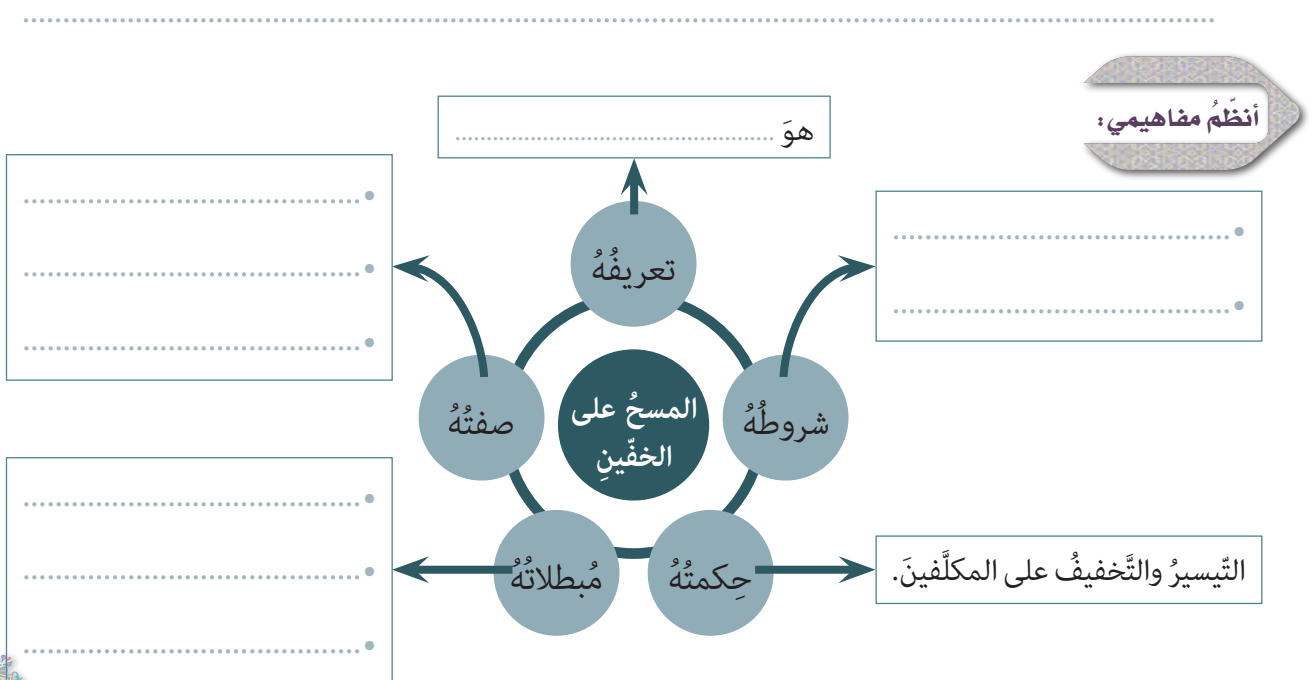 أنظّمُ مفاهيمي:
هوَ ........................................
تعريفُهُ
شروطُهُ
صفتُهُ
المسحُ على
الخفّينِ
حِكمتُهُ
مُبطلاتُهُ
التّيسيرُ والتَّخفيفُ على المكلَّفينَ.